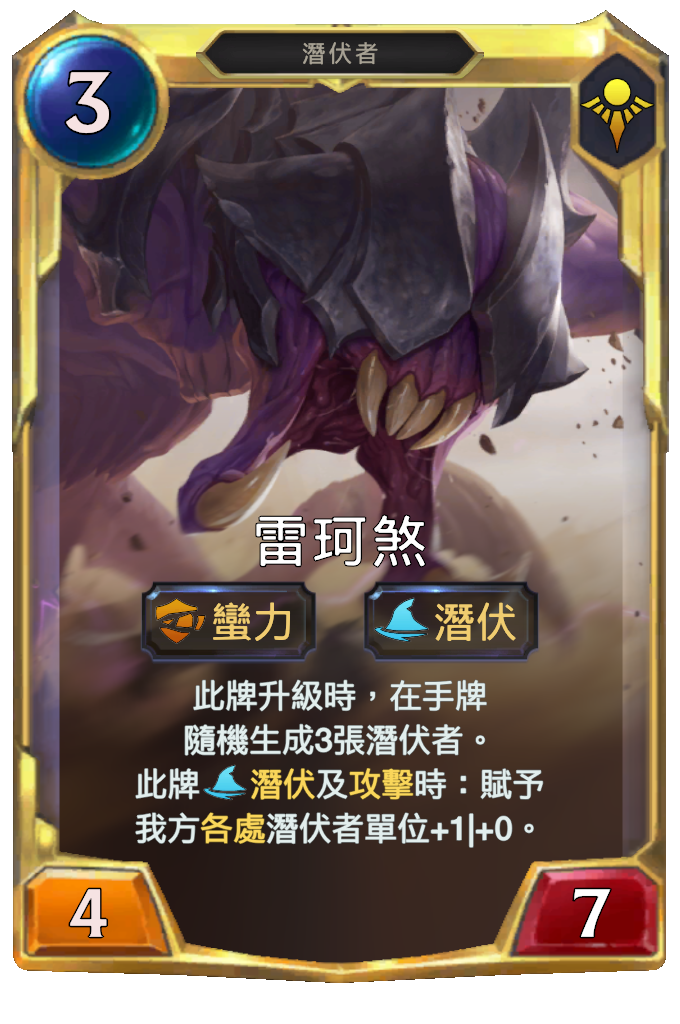 潛伏者
3
雷珂煞
蠻力 潛伏
此牌升級時，在手牌
隨機生成3張潛伏者。
此牌潛伏及攻擊時：賦予
我方各處潛伏者單位+1|+0。
4 7